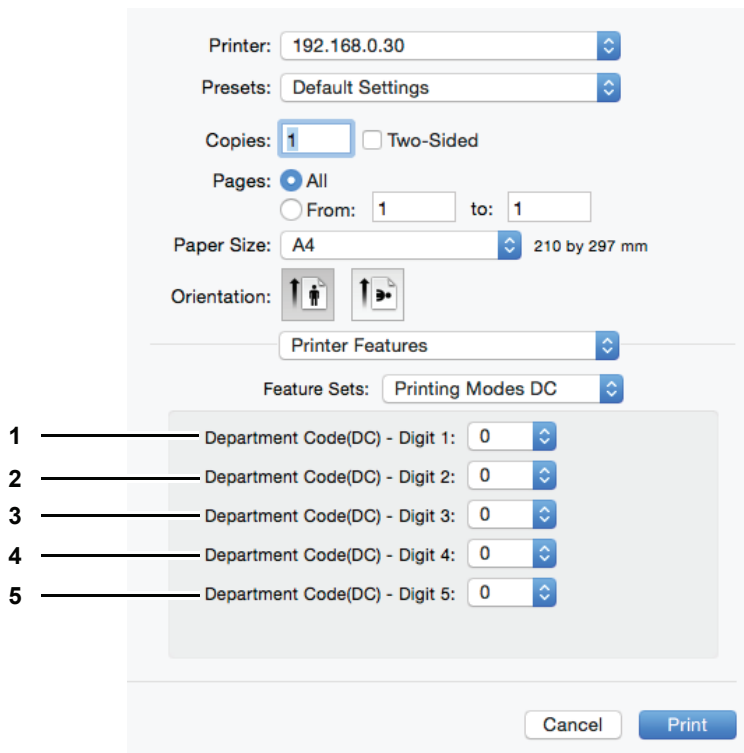 Printer: 192.168.0.30
Presets: Default Settings
Copies: 1 Two-Sided
Pages: All
From: 1 to: 1
Paper Size: A4 210 by 297 mm
Orientation:
Printer Features
Feature Sets: Printing Modes DC
1 Department Code(DC) - Digit 1: 0
2 Department Code(DC) - Digit 2: 0
3 Department Code(DC) - Digit 3: 0
4 Department Code(DC) - Digit 4: 0
5 Department Code(DC) - Digit 5: 0
Cancel Print